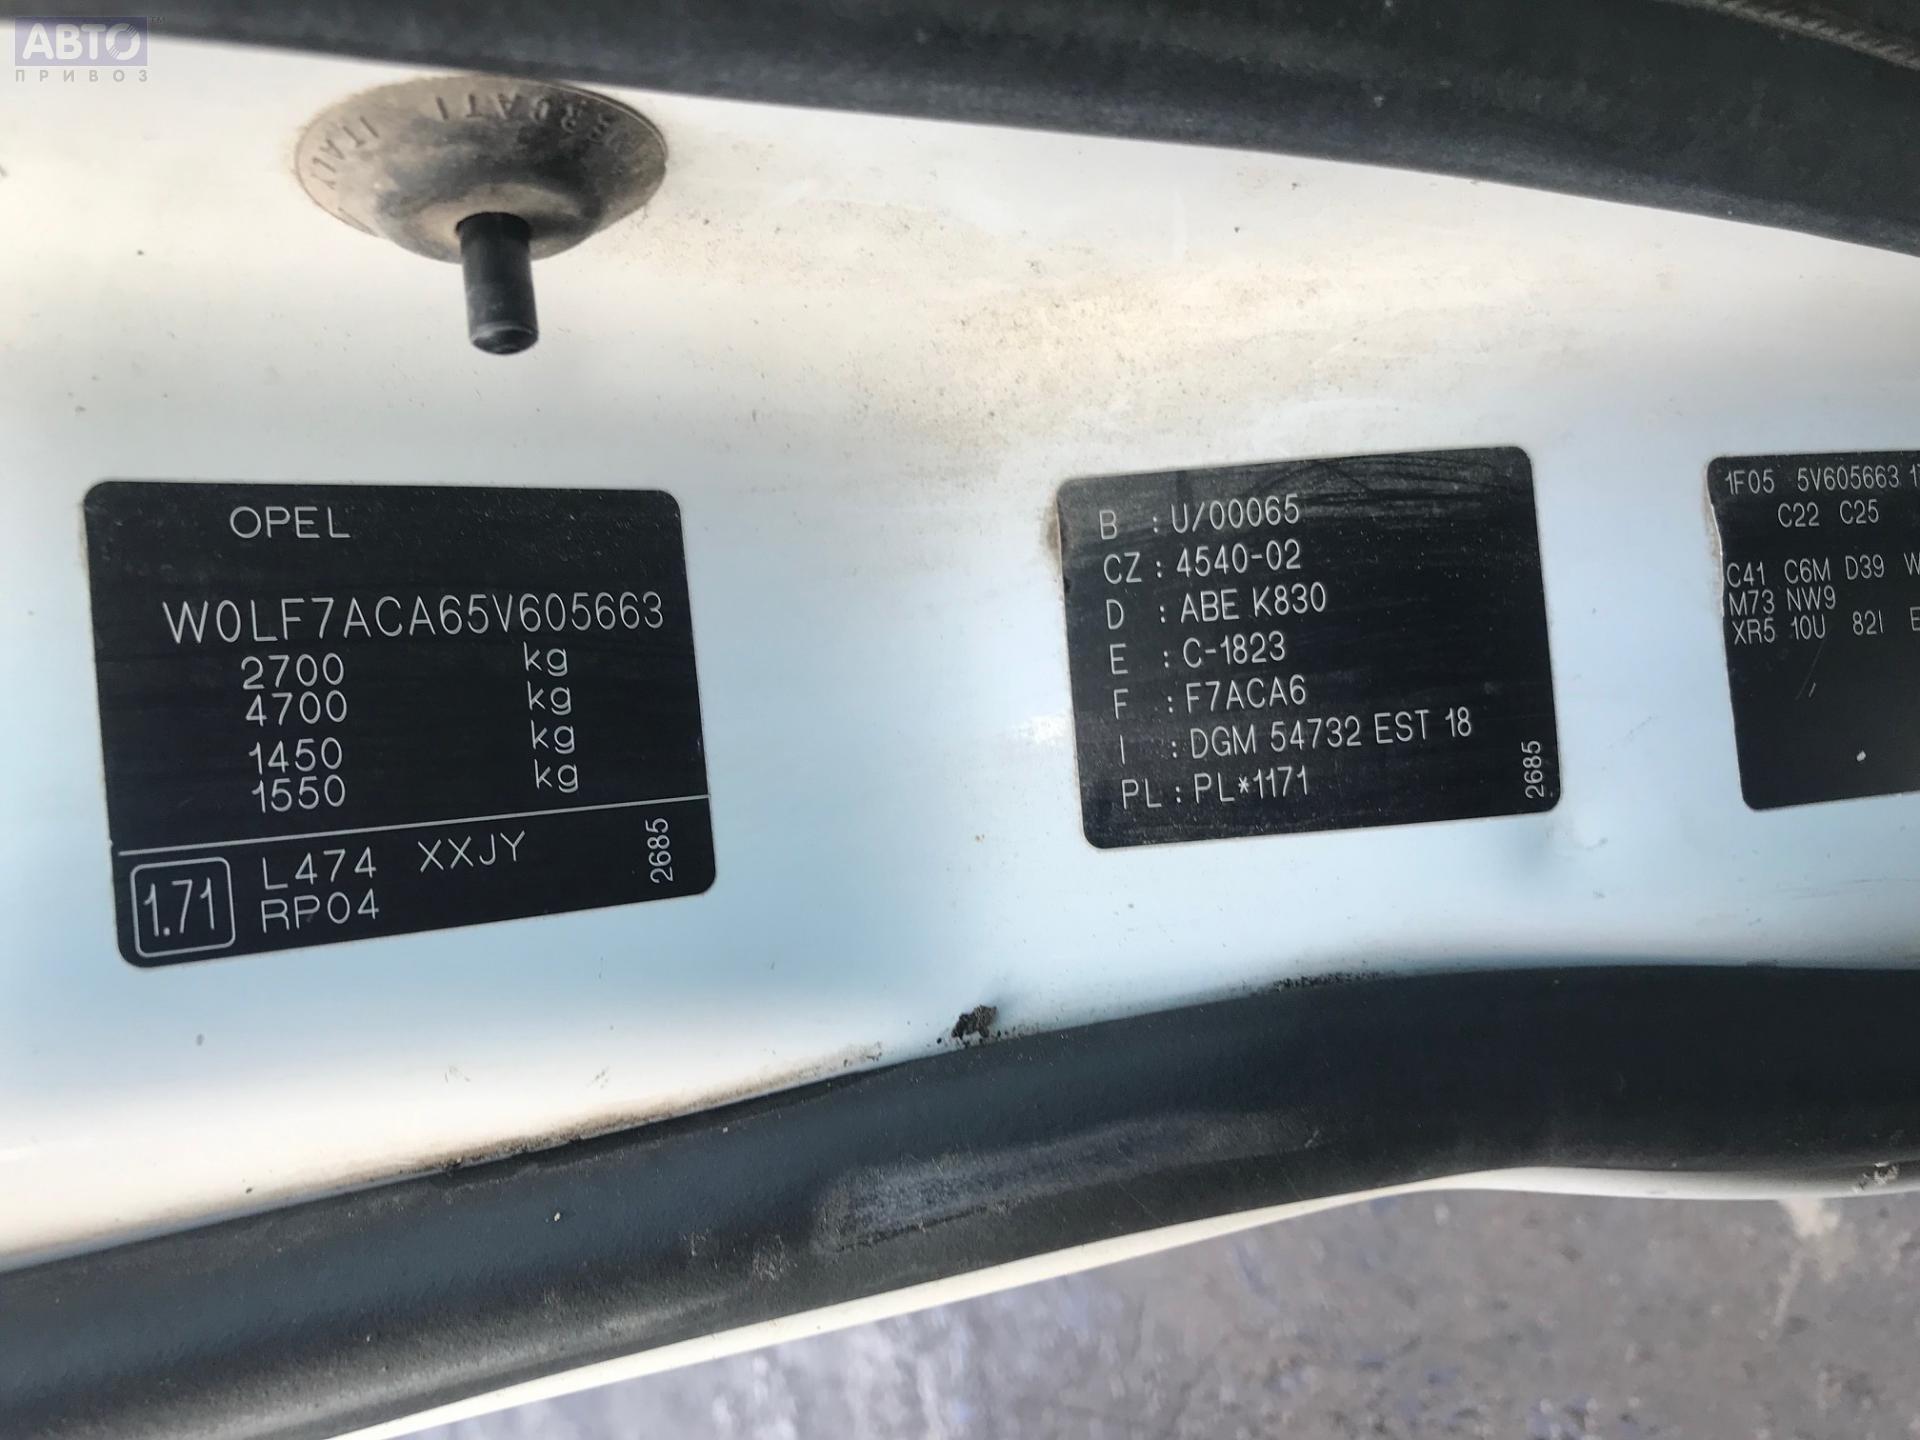 АВТО™
ПРИВОЗ
ITALY
OPEL
W0LF7ACA65V605663
2700 kg
4700 kg
1450 kg
1550 kg
1.71 L474 XXJY
RP04
2685
B : U/00065
CZ : 4540-02
D : ABE K830
E : C-1823
F : F7ACA6
I : DGM 54732 EST 18
PL : PL*1171
2685
1F05 5V605663
C22 C25
C41 C6M D39
M73 NW9
XR5 10U 82I